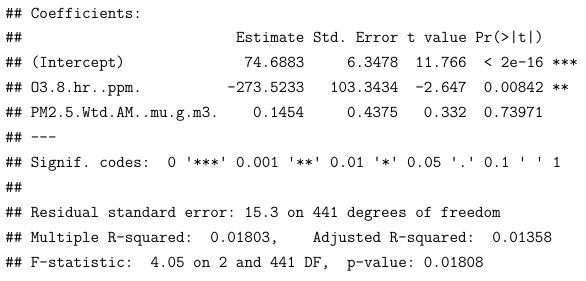 ## Coefficients:
##                        Estimate Std. Error t value Pr(>|t|)
## (Intercept)             74.6883     6.3478  11.766  < 2e-16 ***
## O3.8.hr..ppm.         -273.5233   103.3434  -2.647  0.00842 **
## PM2.5.Wtd.AM..mu.g.m3.   0.1454     0.4375   0.332  0.73971
## ---
## Signif. codes:  0 '***' 0.001 '**' 0.01 '*' 0.05 '.' 0.1 ' ' 1
##
## Residual standard error: 15.3 on 441 degrees of freedom
## Multiple R-squared:  0.01803,    Adjusted R-squared:  0.01358
## F-statistic:  4.05 on 2 and 441 DF,  p-value: 0.01808